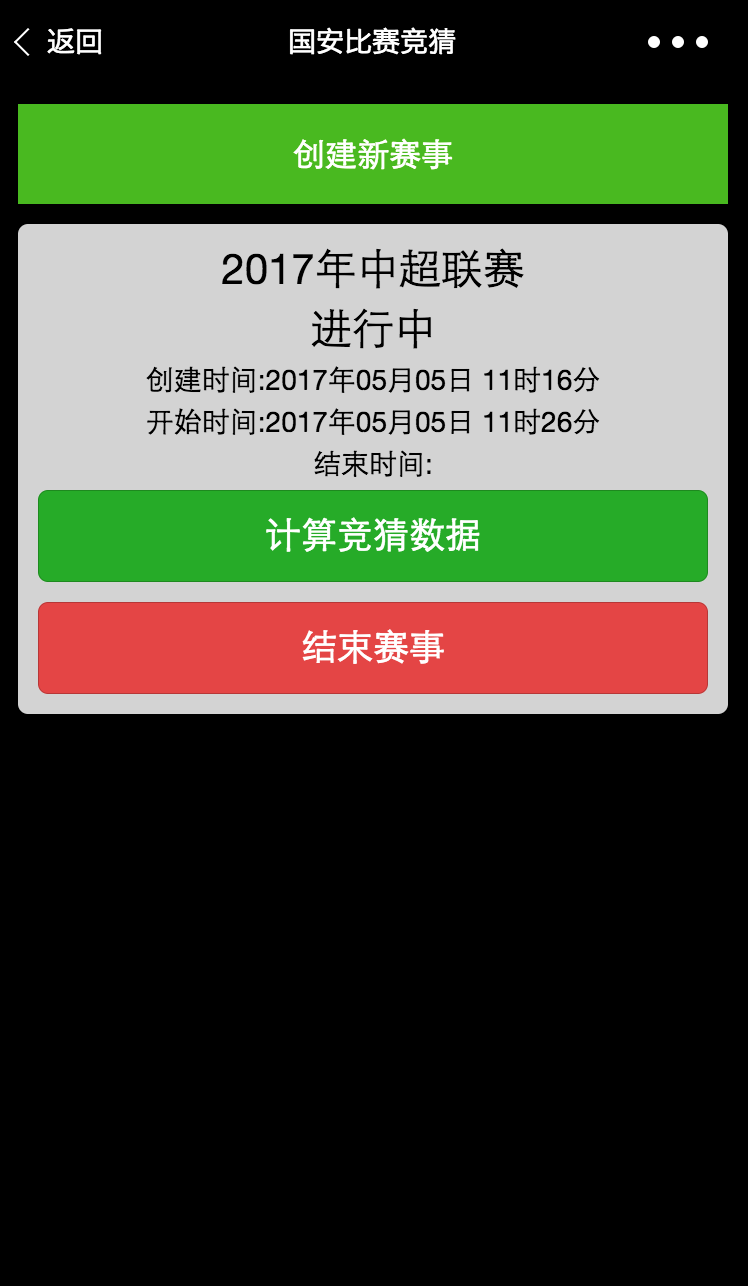 返回
国安比赛竞猜
创建新赛事
2017年中超联赛
进行中
创建时间:2017年05月05日 11时16分
开始时间:2017年05月05日 11时26分
结束时间:
计算竞猜数据
结束赛事